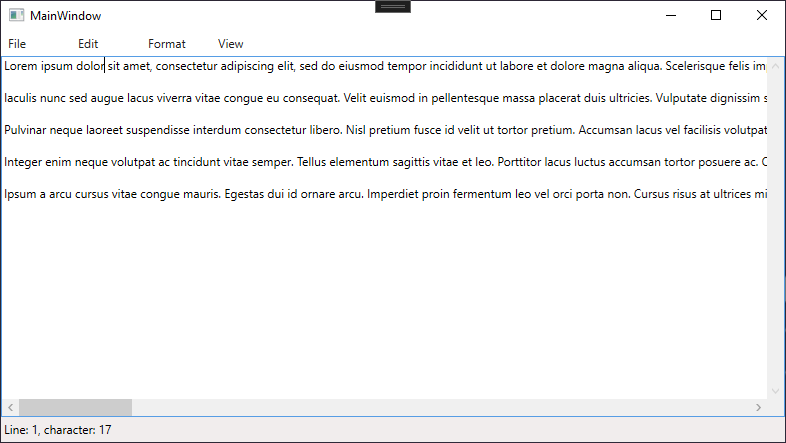 MainWindow
File Edit Format View
Lorem ipsum dolor sit amet, consectetur adipiscing elit, sed do eiusmod tempor incididunt ut labore et dolore magna aliqua. Scelerisque felis im
Iaculis nunc sed augue lacus viverra vitae congue eu consequat. Velit euismod in pellentesque massa placerat duis ultricies. Vulputate dignissim s
Pulvinar neque laoreet suspendisse interdum consectetur libero. Nisl pretium fusce id velit ut tortor pretium. Accumsan lacus vel facilisis volutpat
Integer enim neque volutpat ac tincidunt vitae semper. Tellus elementum sagittis vitae et leo. Porttitor lacus luctus accumsan tortor posuere ac. C
Ipsum a arcu cursus vitae congue mauris. Egestas dui id ornare arcu. Imperdiet proin fermentum leo vel orci porta non. Cursus risus at ultrices mi
Line: 1, character: 17